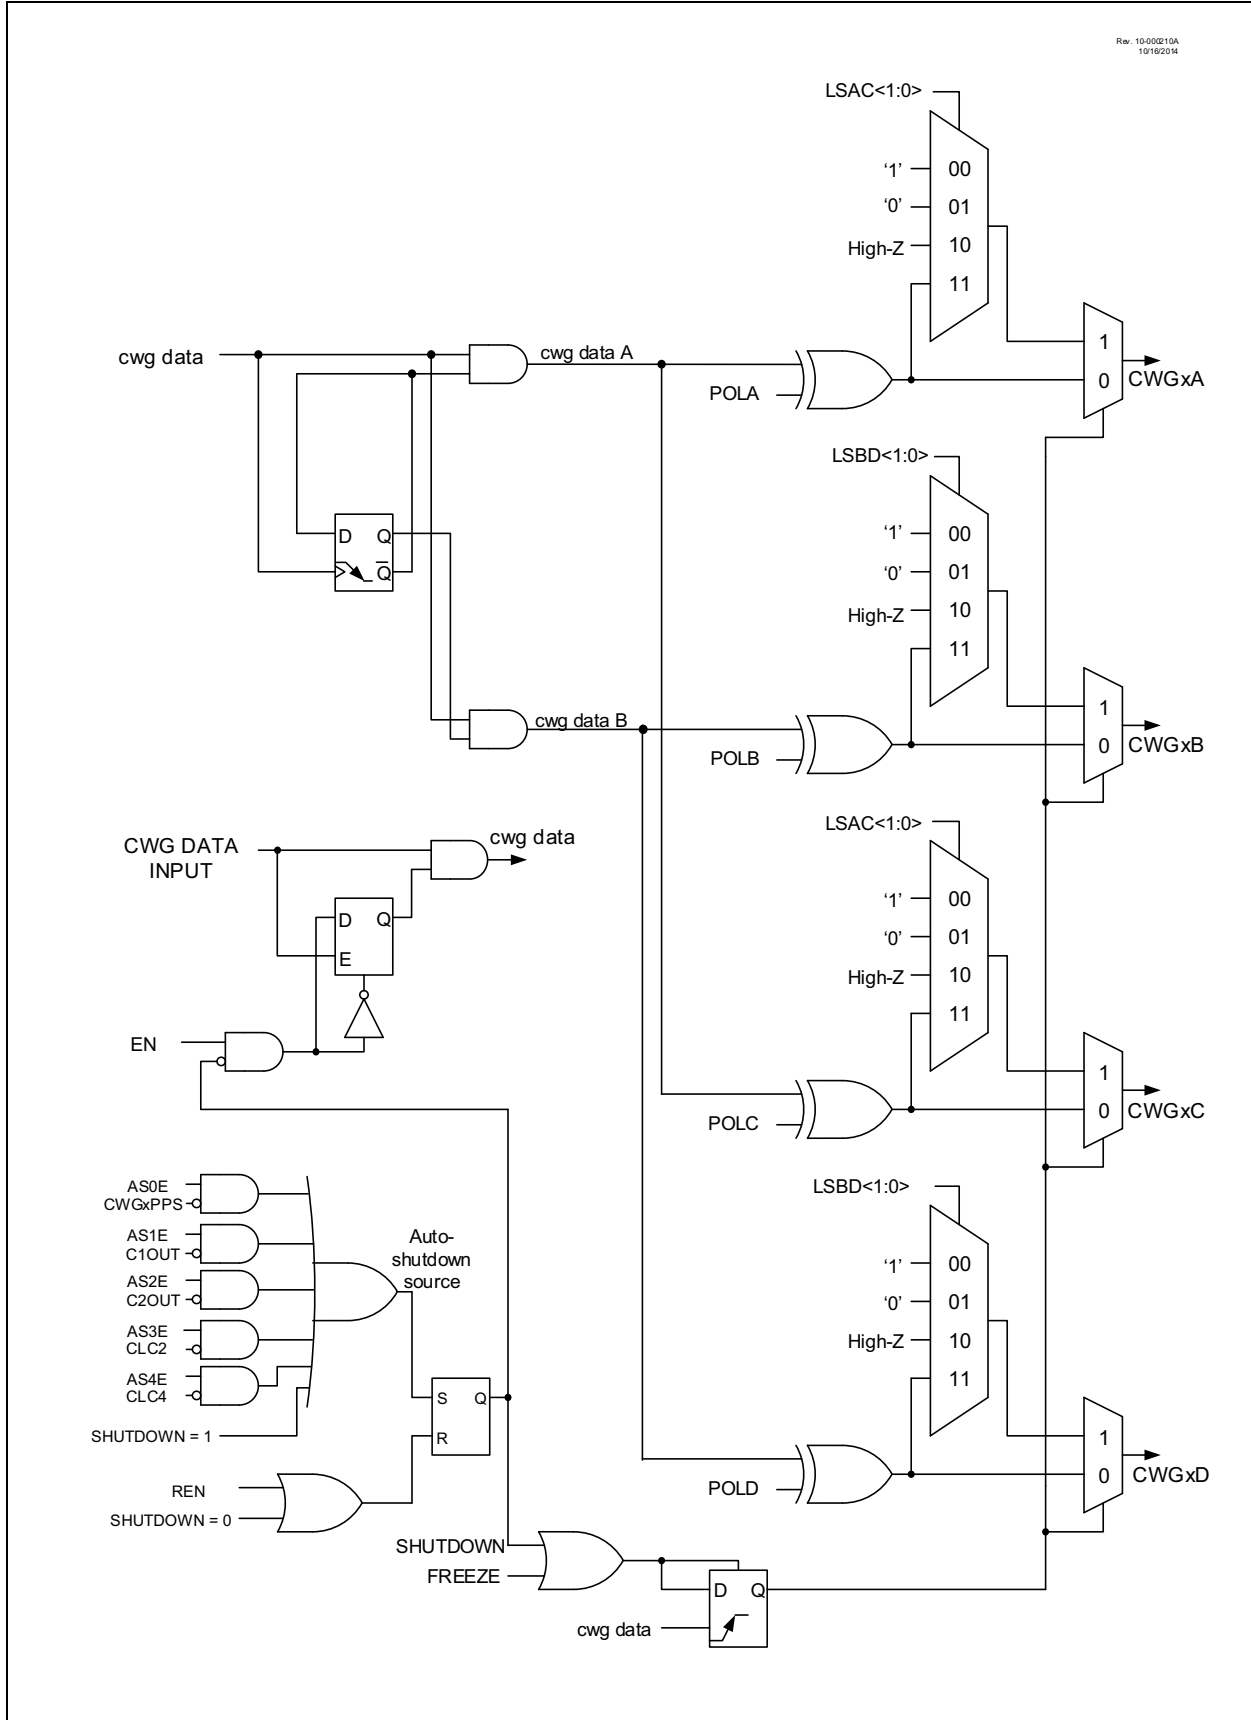 Rev. 10-000210A
10/16/2014
LSAC<1:0>
'1'
00
'0'
01
High-Z
10
11
cwg data
cwg data A
POLA
1
0
CWGxA
LSBD<1:0>
D
Q
Q
'1'
00
'0'
01
High-Z
10
11
cwg data B
POLB
1
0
CWGxB
CWG DATA
INPUT
cwg data
D
Q
E
EN
LSAC<1:0>
'1'
00
'0'
01
High-Z
10
11
POLC
1
0
CWGxC
AS0E
CWGxPPS
AS1E
C1OUT
AS2E
C2OUT
AS3E
CLC2
AS4E
CLC4
SHUTDOWN = 1
Auto-
shutdown
source
S
Q
R
REN
SHUTDOWN = 0
LSBD<1:0>
'1'
00
'0'
01
High-Z
10
11
POLD
1
0
CWGxD
SHUTDOWN
FREEZE
D
Q
cwg data